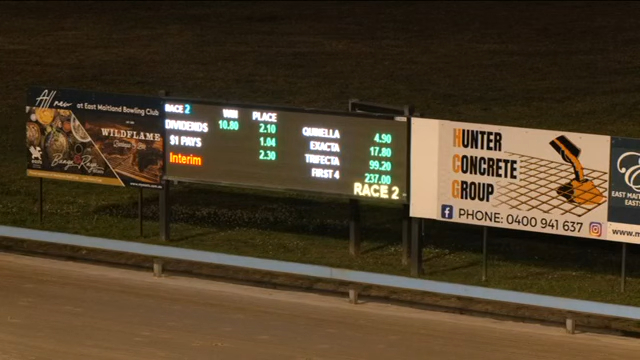 All new at East Maitland Bowling Club
WILDFLAME
RACE 2
WIN PLACE
DIVIDENDS 10.80 2.10
$1 PAYS 1.04
Interim 2.30
QUINELLA 4.90
EXACTA 17.80
TRIFECTA 99.20
FIRST 4 237.00
RACE 2
HUNTER
CONCRETE
GROUP
PHONE: 0400 941 637
EAST